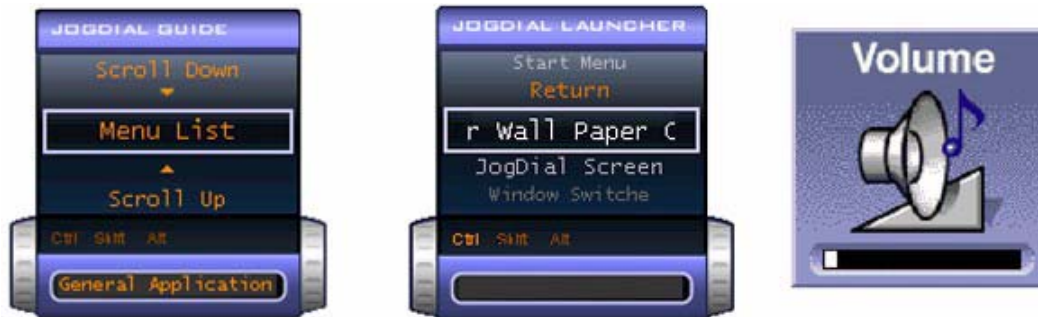 JOGDIAL GUIDE
Scroll Down
Menu List
Scroll Up
Ctrl Shift Alt
General Application
JOGDIAL LAUNCHER
Start Menu
Return
r Wall Paper C
JogDial Screen
Window Switche
Ctrl Shift Alt
Volume